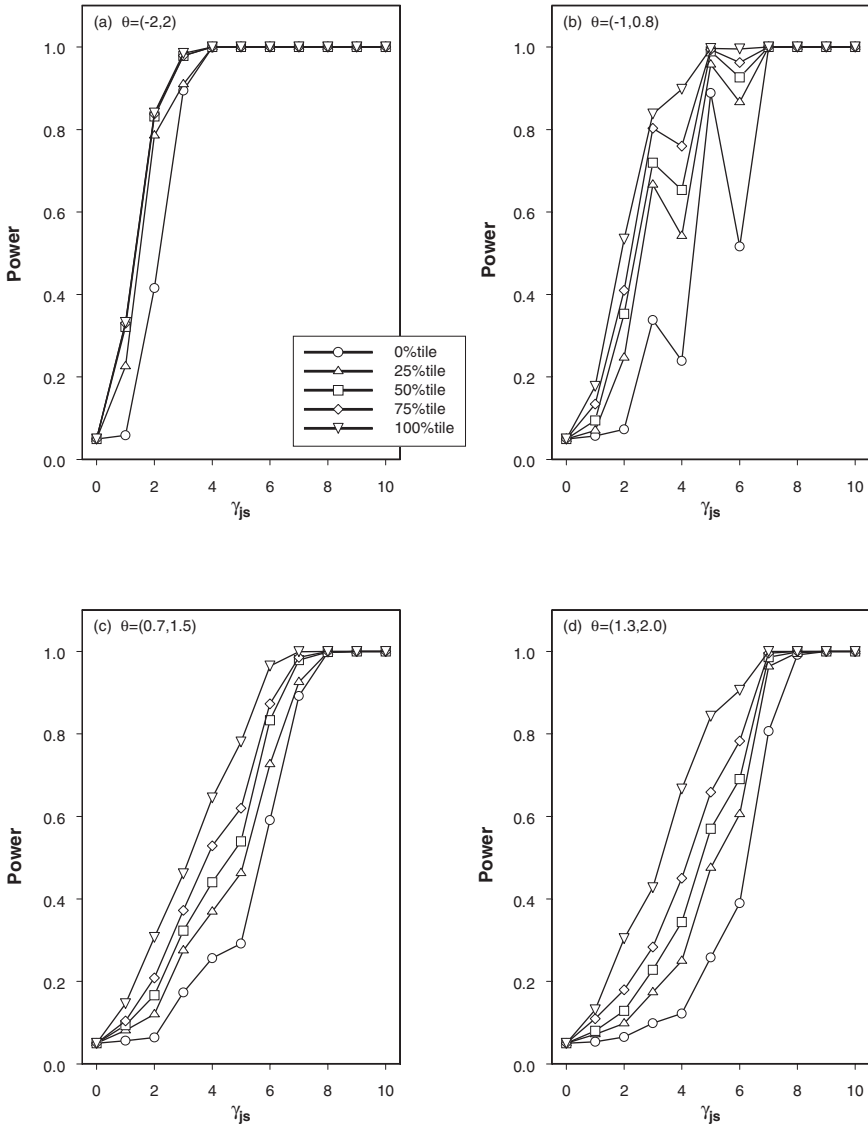 (a) θ=(-2,2)
Power
1.0
0.8
0.6
0.4
0.2
0.0
0 2 4 6 8 10
γjs
0%tile
25%tile
50%tile
75%tile
100%tile
(b) θ=(-1,0.8)
Power
1.0
0.8
0.6
0.4
0.2
0.0
0 2 4 6 8 10
γjs
(c) θ=(0.7,1.5)
Power
1.0
0.8
0.6
0.4
0.2
0.0
0 2 4 6 8 10
γjs
(d) θ=(1.3,2.0)
Power
1.0
0.8
0.6
0.4
0.2
0.0
0 2 4 6 8 10
γjs